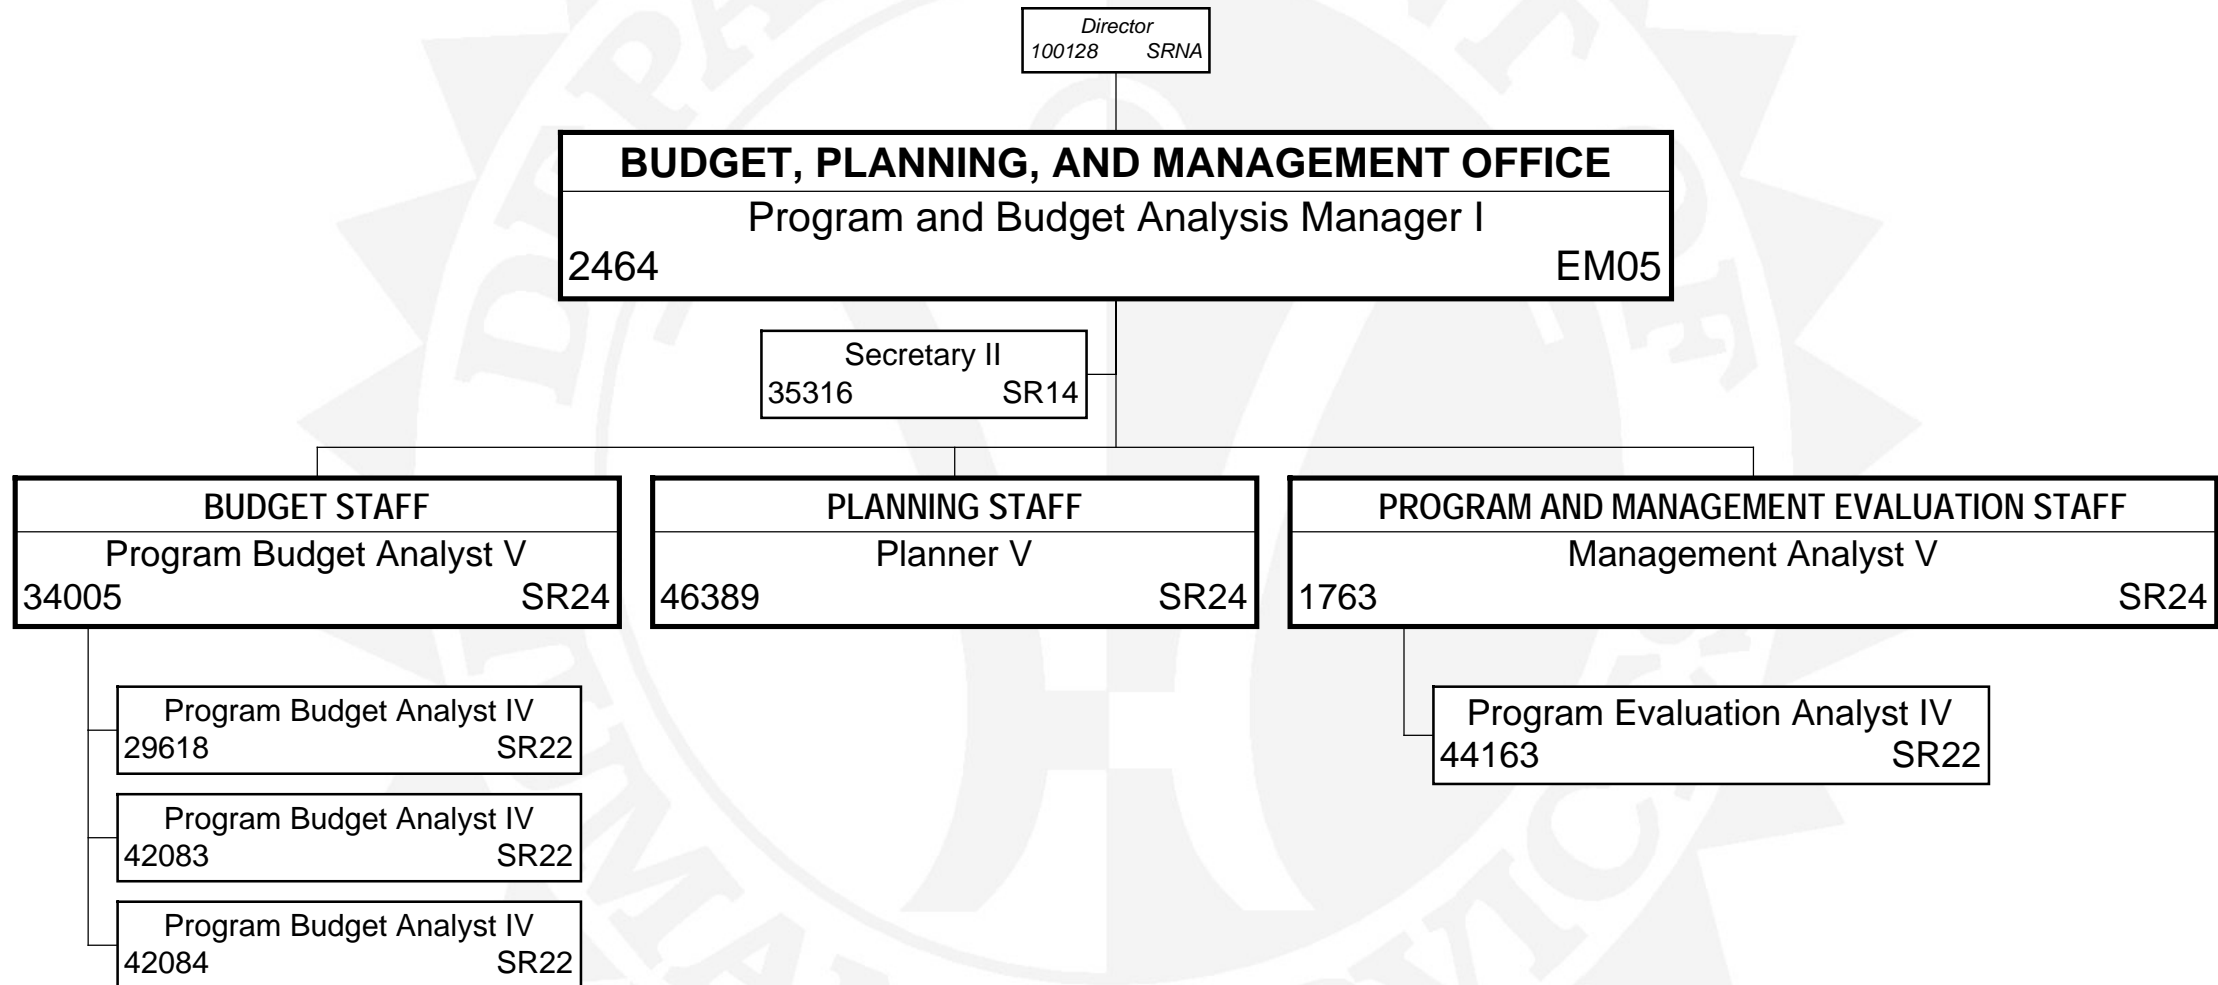 Director
100128 SRNA
BUDGET, PLANNING, AND MANAGEMENT OFFICE
Program and Budget Analysis Manager I
2464 EM05
Secretary II
35316 SR14
BUDGET STAFF
Program Budget Analyst V
34005 SR24
PLANNING STAFF
Planner V
46389 SR24
PROGRAM AND MANAGEMENT EVALUATION STAFF
Management Analyst V
1763 SR24
Program Budget Analyst IV
29618 SR22
Program Budget Analyst IV
42083 SR22
Program Budget Analyst IV
42084 SR22
Program Evaluation Analyst IV
44163 SR22